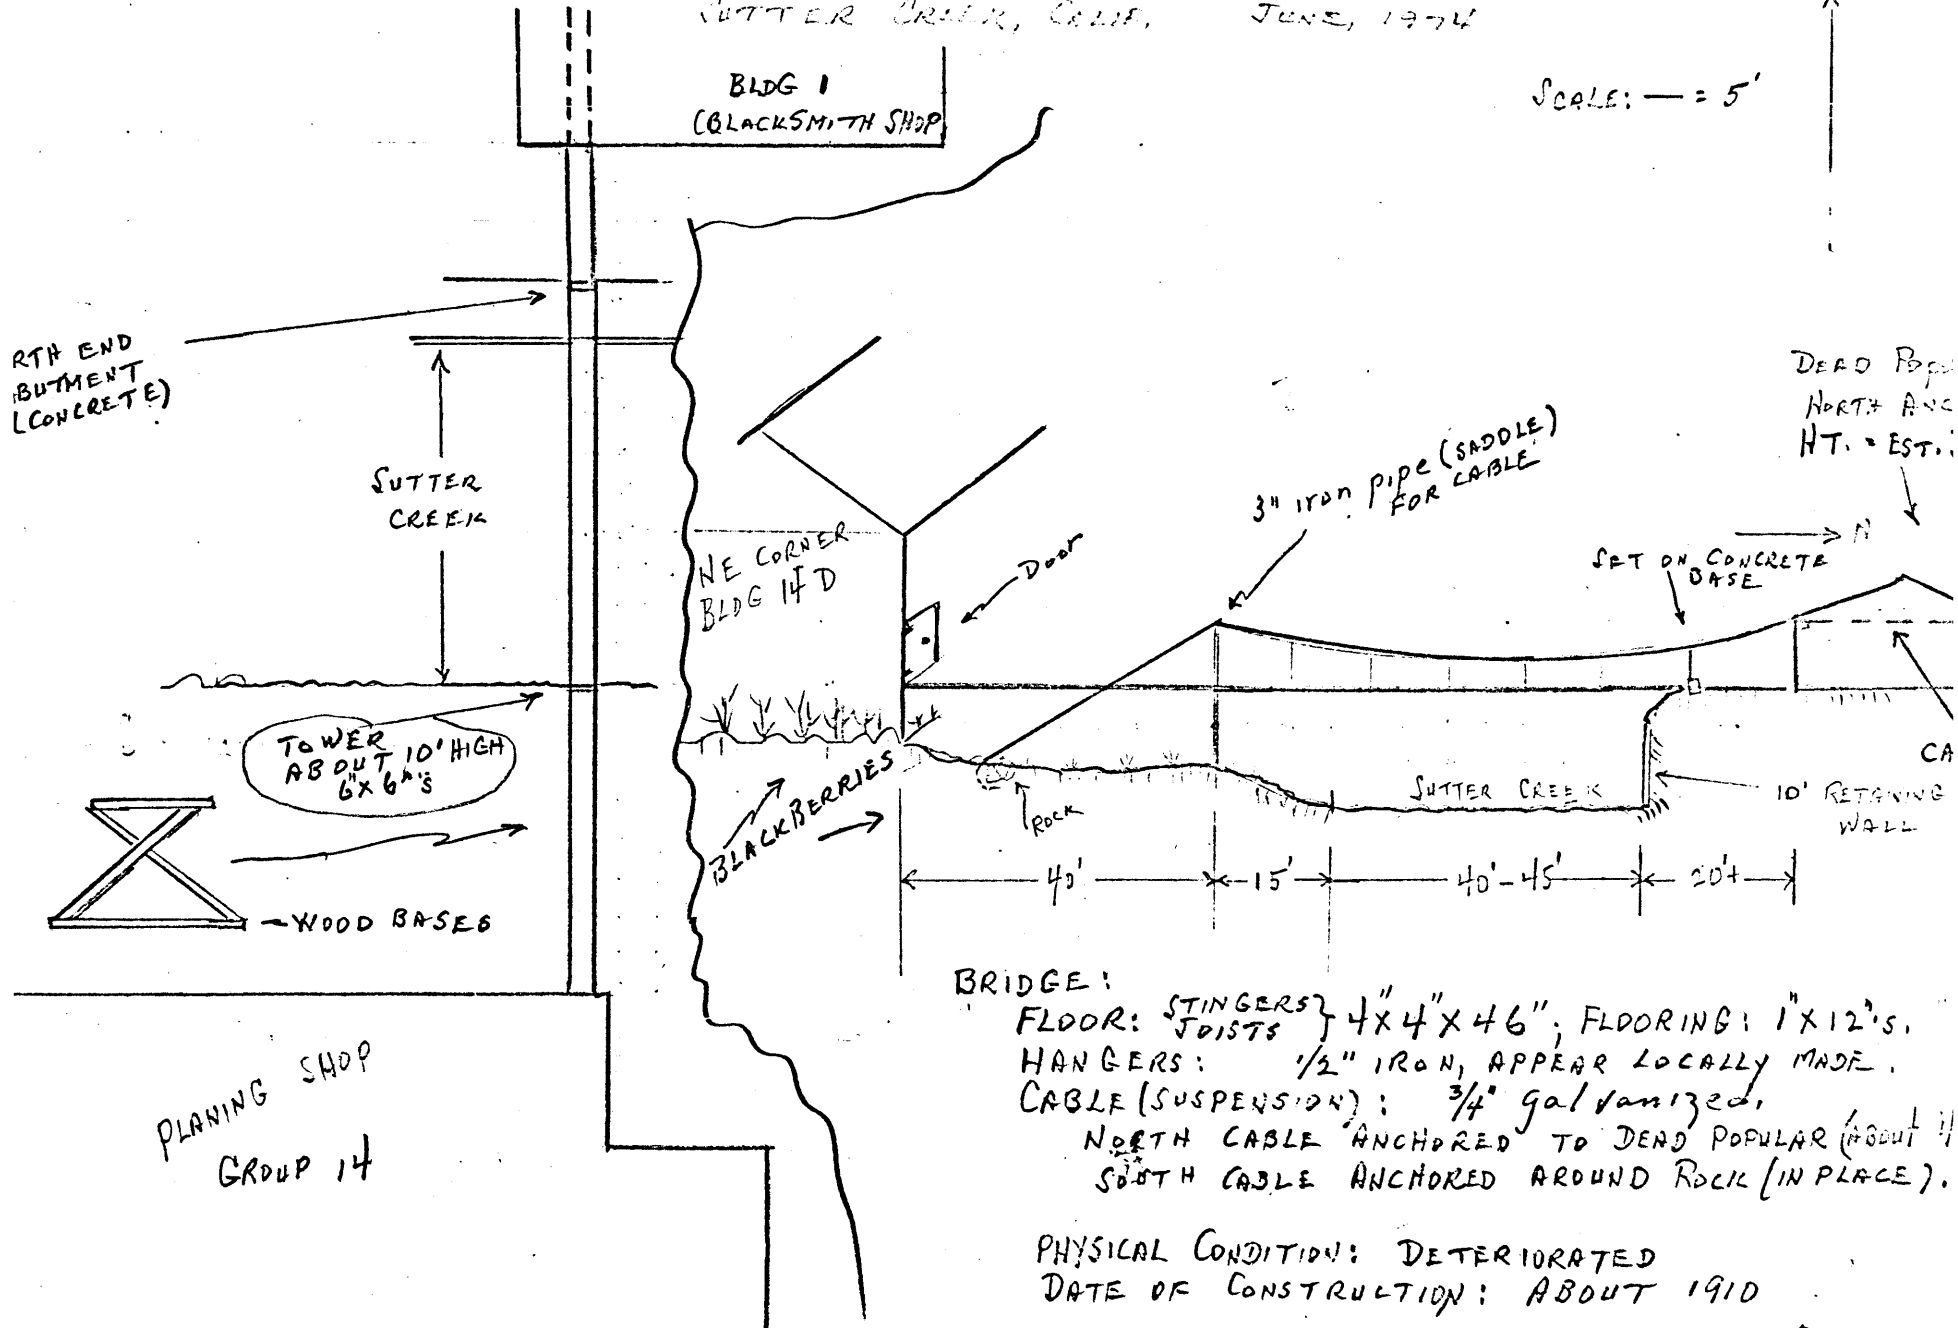 SUTTER CREEK, CALIF. JUNE, 1974
BLDG 1
(BLACKSMITH SHOP
SCALE: — = 5'
RTH END
BUTMENT
(CONCRETE)
SUTTER
CREEK
TOWER
ABOUT 10' HIGH
6"X 6"'S
WOOD BASES
PLANING SHOP
GROUP 14
NE CORNER
BLDG 14 D
DOOR
3" iron pipe (SADDLE)
FOR CABLE
DEAD
NORTH
HT. = EST.
N
SET ON CONCRETE
BASE
CA
BLACKBERRIES
ROCK
SUTTER CREEK
10' RETAINING
WALL
40' 15' 40'-45' 20'+
BRIDGE:
FLOOR: STINGERS
JOISTS } 4"X4"X46"; FLOORING: 1"X12"'S.
HANGERS: 1/2" IRON, APPEAR LOCALLY MADE.
CABLE (SUSPENSION): 3/4" galvanized.
NORTH CABLE ANCHORED TO DEAD POPULAR (ABOUT
SOUTH CABLE ANCHORED AROUND ROCK (IN PLACE).
PHYSICAL CONDITION: DETERIORATED
DATE OF CONSTRUCTION: ABOUT 1910